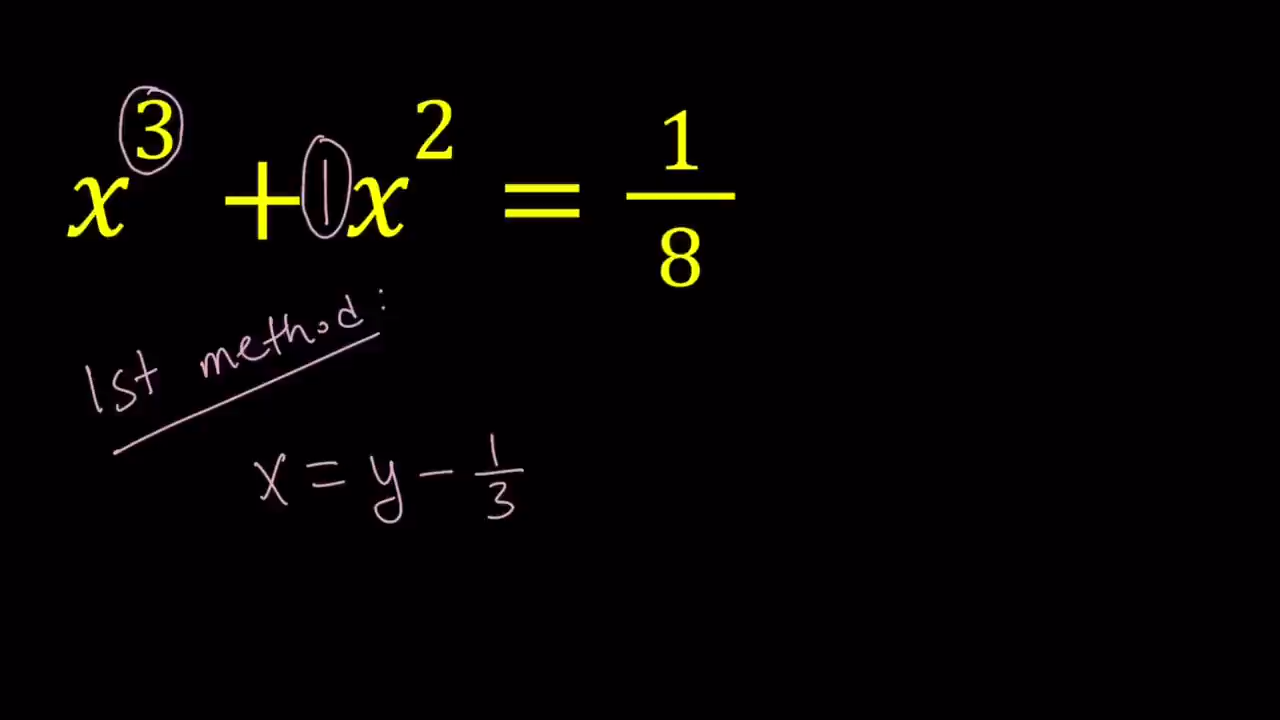 x³ + 1x² = 1/8
1st method:
x = y - 1/3